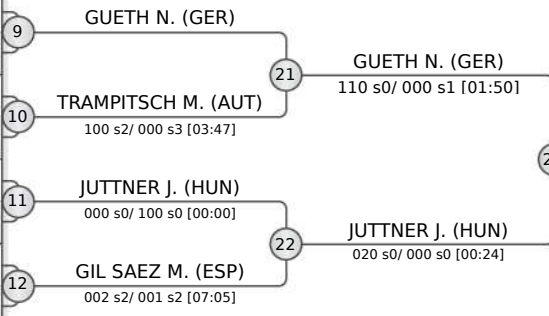 9
GUETH N. (GER)
21
GUETH N. (GER)
110 s0/ 000 s1 [01:50]
10
TRAMPITSCH M. (AUT)
100 s2/ 000 s3 [03:47]
2
11
JUTTNER J. (HUN)
000 s0/ 100 s0 [00:00]
22
JUTTNER J. (HUN)
020 s0/ 000 s0 [00:24]
12
GIL SAEZ M. (ESP)
002 s2/ 001 s2 [07:05]